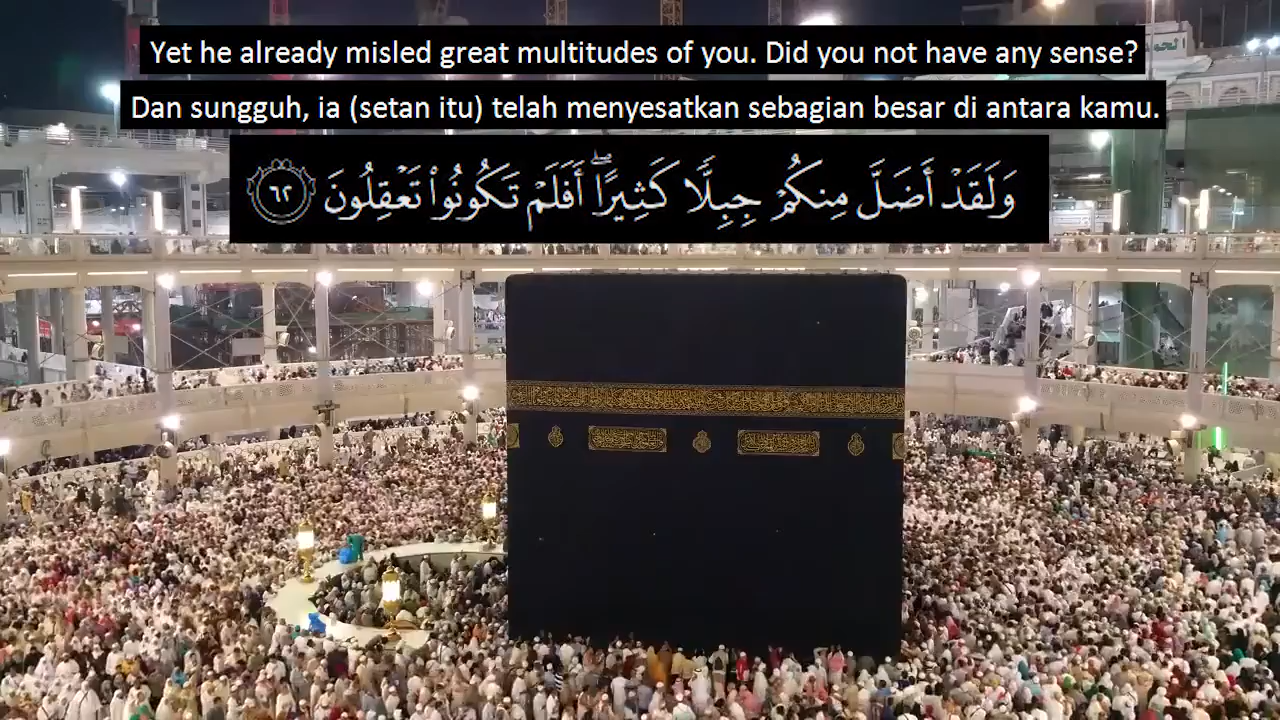 Yet he already misled great multitudes of you. Did you not have any sense?
Dan sungguh, ia (setan itu) telah menyesatkan sebagian besar di antara kamu.
وَلَقَدْ أَضَلَّ مِنكُمْ جِبِلًّا كَثِيرًا ۖ أَفَلَمْ تَكُونُوا۟ تَعْقِلُونَ ٦٢